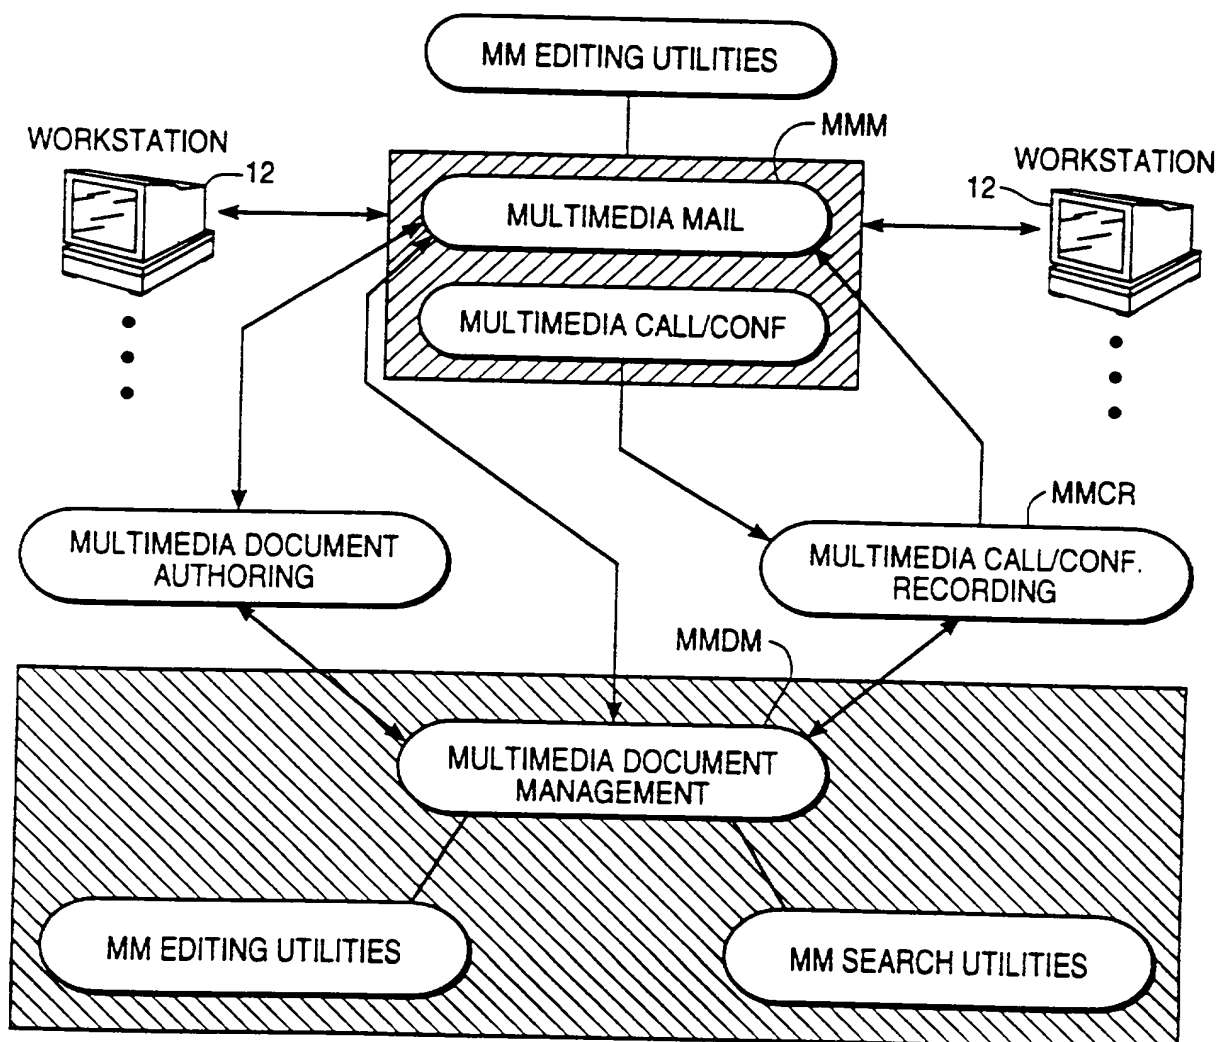 MM EDITING UTILITIES
MMM
WORKSTATION
12
WORKSTATION
12
MULTIMEDIA MAIL
MULTIMEDIA CALL/CONF
MMCR
MULTIMEDIA DOCUMENT
AUTHORING
MULTIMEDIA CALL/CONF.
RECORDING
MMDM
MULTIMEDIA DOCUMENT
MANAGEMENT
MM EDITING UTILITIES
MM SEARCH UTILITIES